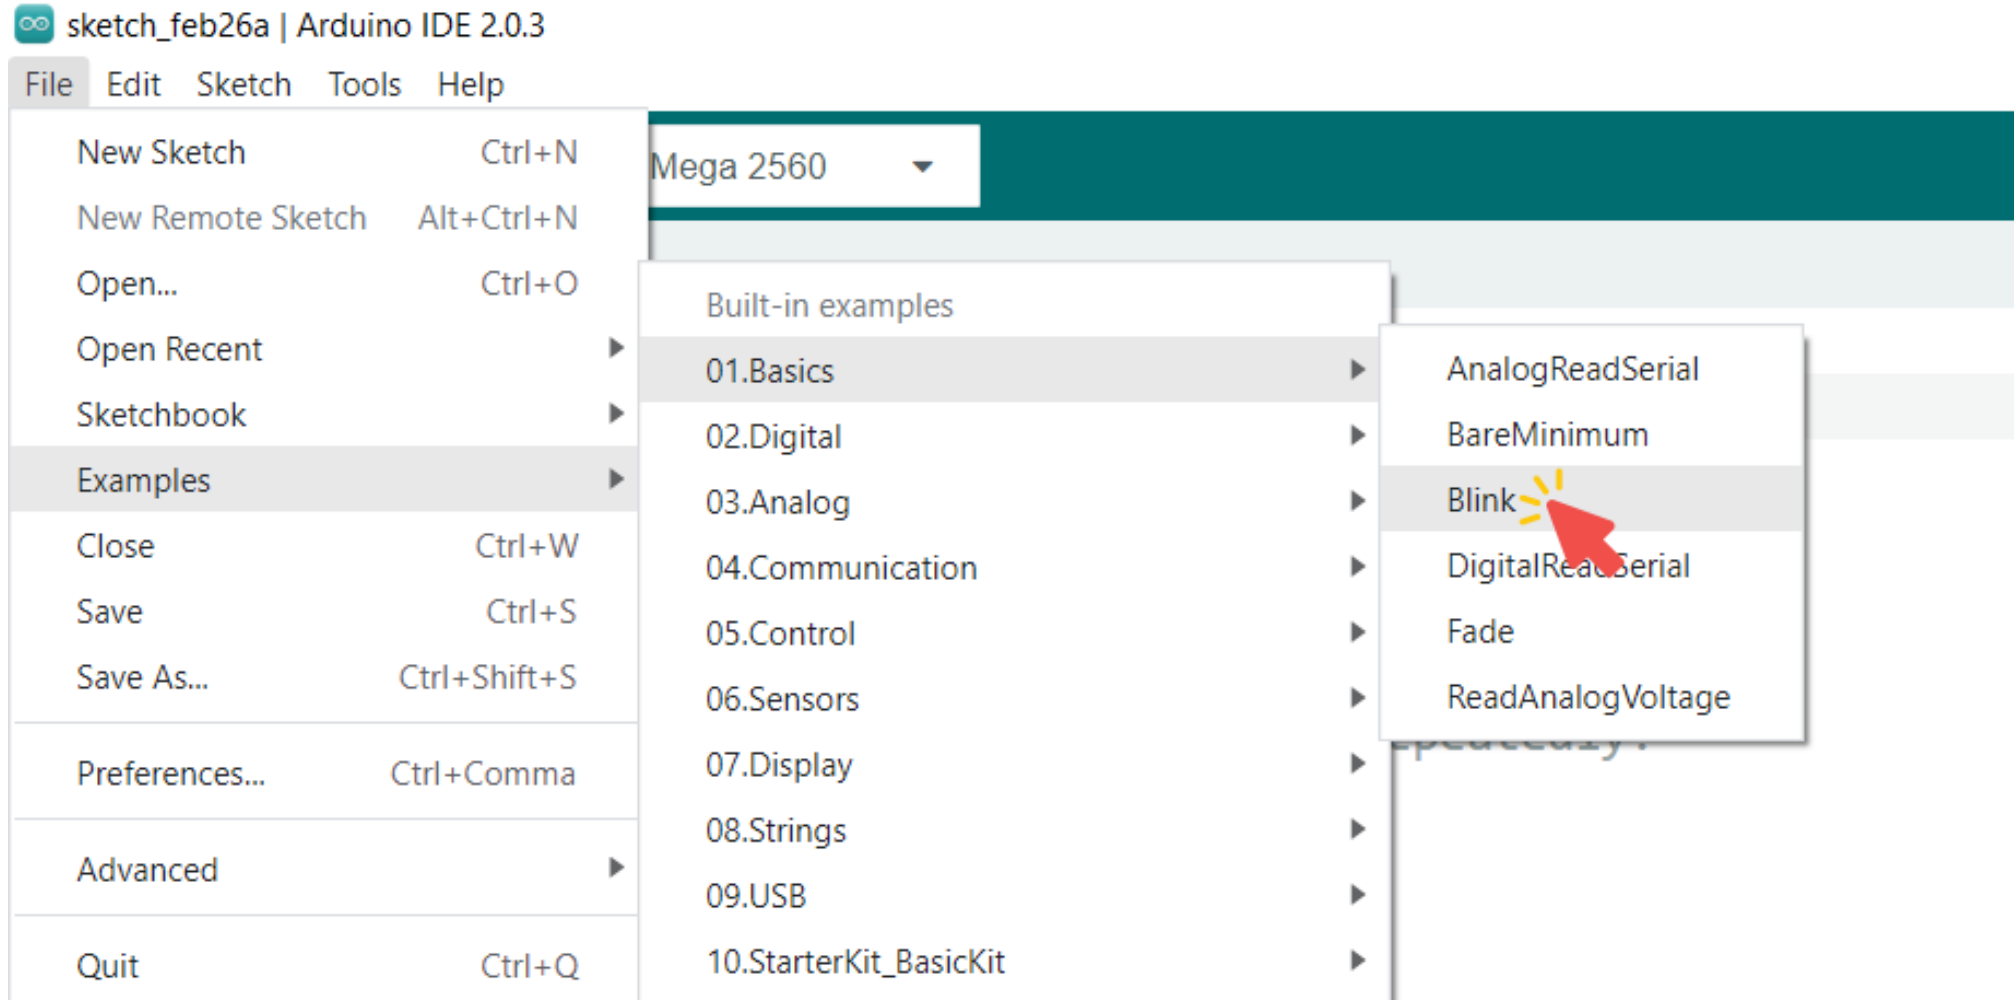 sketch_feb26a | Arduino IDE 2.0.3
File Edit Sketch Tools Help
New Sketch Ctrl+N
New Remote Sketch Alt+Ctrl+N
Open... Ctrl+O
Open Recent
Sketchbook
Examples
Close Ctrl+W
Save Ctrl+S
Save As... Ctrl+Shift+S
Preferences... Ctrl+Comma
Advanced
Quit Ctrl+Q
Mega 2560
Built-in examples
01.Basics
02.Digital
03.Analog
04.Communication
05.Control
06.Sensors
07.Display
08.Strings
09.USB
10.StarterKit_BasicKit
AnalogReadSerial
BareMinimum
Blink
DigitalReadSerial
Fade
ReadAnalogVoltage